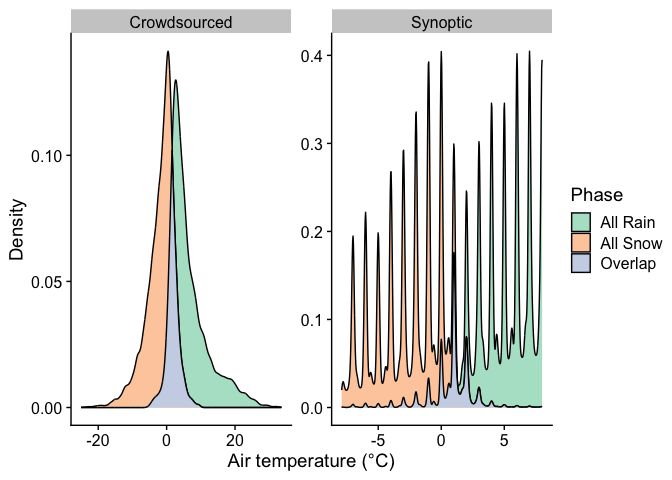 Crowdsourced Synoptic
Density
0.00
0.05
0.10
0.0
0.1
0.2
0.3
0.4
-20 0 20
-5 0 5
Air temperature (°C)
Phase
All Rain
All Snow
Overlap